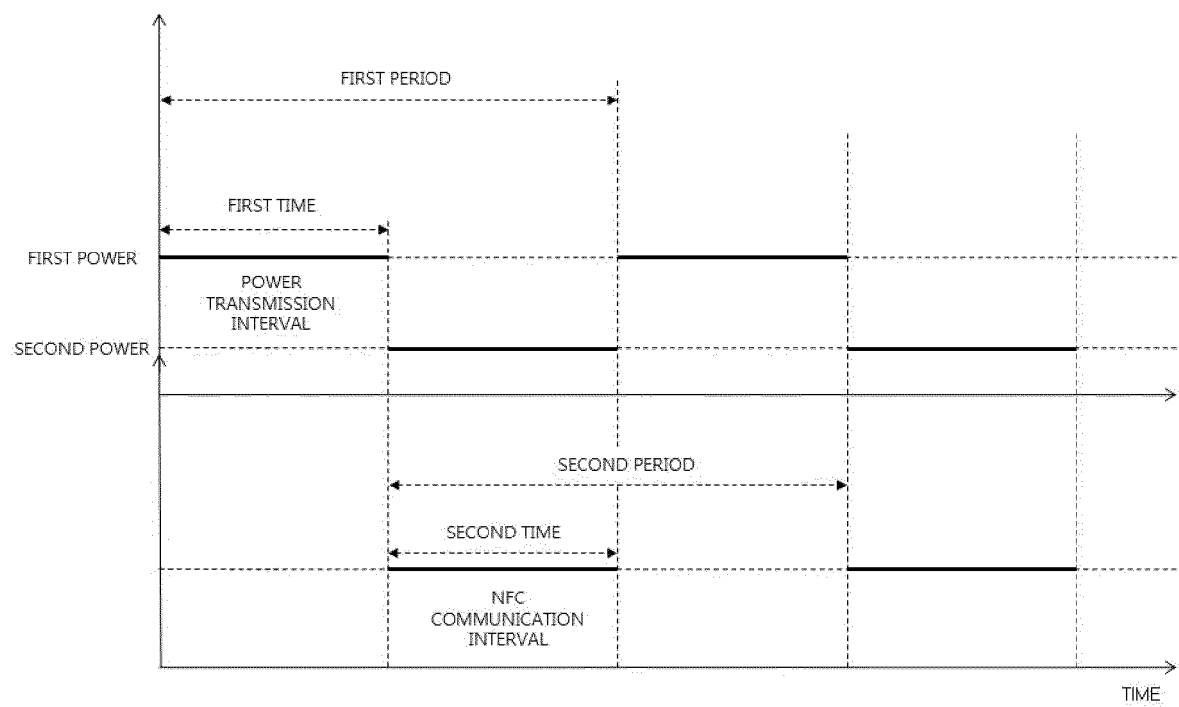 FIRST PERIOD
FIRST TIME
FIRST POWER
POWER
TRANSMISSION
INTERVAL
SECOND POWER
SECOND PERIOD
SECOND TIME
NFC
COMMUNICATION
INTERVAL
TIME